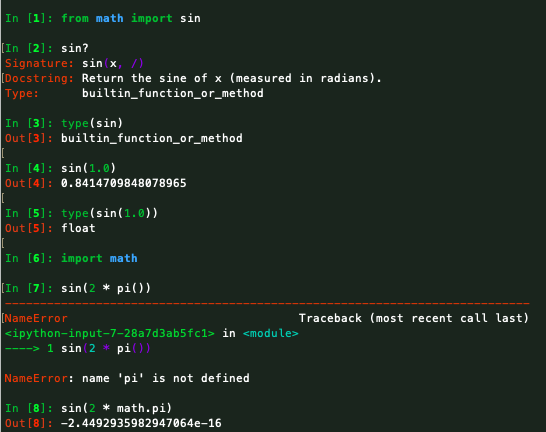 In [1]: from math import sin
In [2]: sin?
Signature: sin(x, /)
Docstring: Return the sine of x (measured in radians).
Type:      builtin_function_or_method
In [3]: type(sin)
Out[3]: builtin_function_or_method
In [4]: sin(1.0)
Out[4]: 0.8414709848078965
In [5]: type(sin(1.0))
Out[5]: float
In [6]: import math
In [7]: sin(2 * pi())
---------------------------------------------------------------------------
NameError                                 Traceback (most recent call last)
<ipython-input-7-28a7d3ab5fc1> in <module>
----> 1 sin(2 * pi())
NameError: name 'pi' is not defined
In [8]: sin(2 * math.pi)
Out[8]: -2.4492935982947064e-16